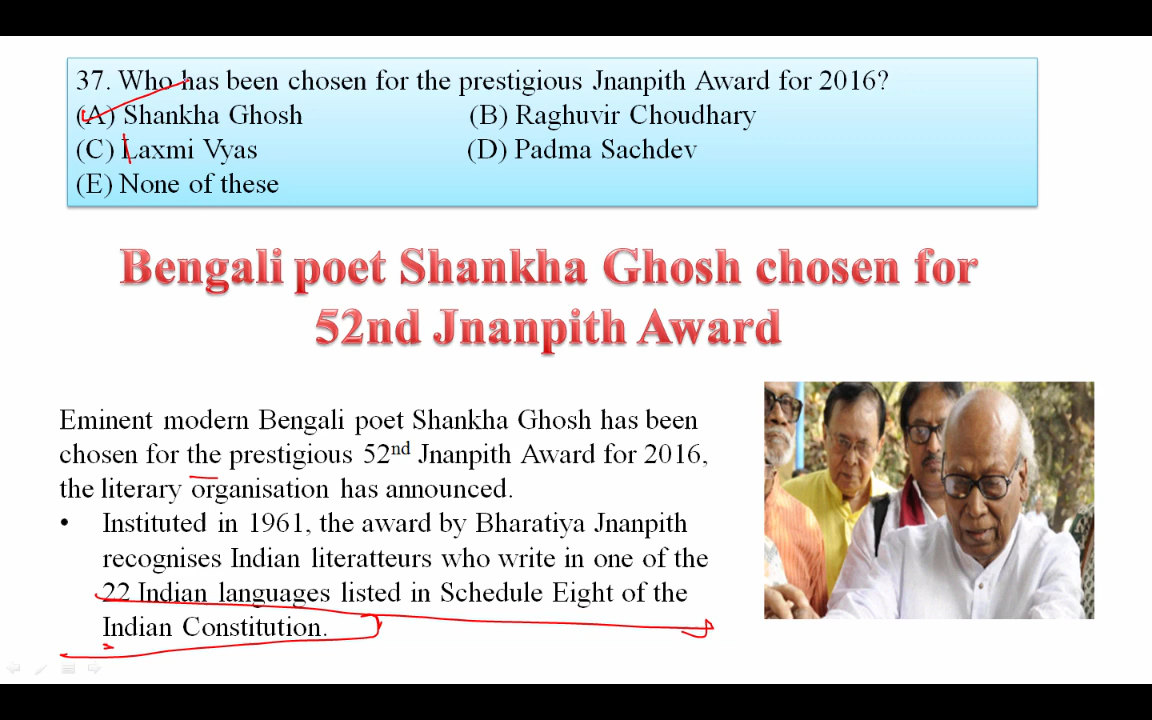 37. Who has been chosen for the prestigious Jnanpith Award for 2016?
(A) Shankha Ghosh (B) Raghuvir Choudhary
(C) Laxmi Vyas (D) Padma Sachdev
(E) None of these
Bengali poet Shankha Ghosh chosen for
52nd Jnanpith Award
Eminent modern Bengali poet Shankha Ghosh has been
chosen for the prestigious 52nd Jnanpith Award for 2016,
the literary organisation has announced.
• Instituted in 1961, the award by Bharatiya Jnanpith
recognises Indian literatteurs who write in one of the
22 Indian languages listed in Schedule Eight of the
Indian Constitution.